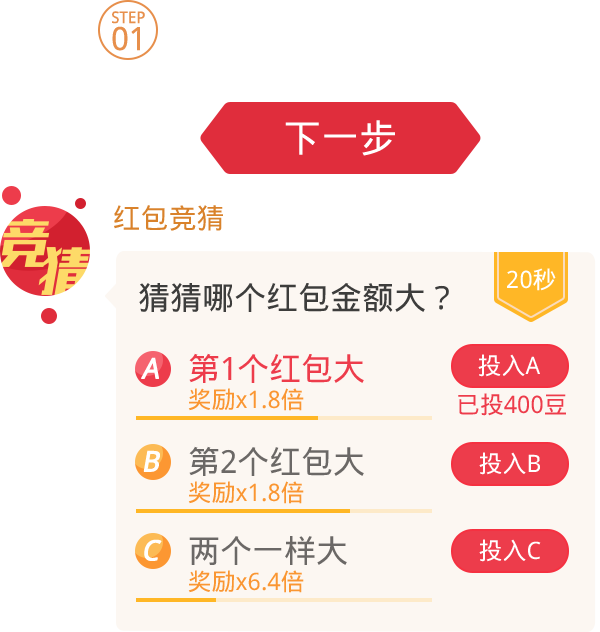 STEP
01
下一步
红包竞猜
竞猜
猜猜哪个红包金额大？
20秒
A
第1个红包大
奖励x1.8倍
投入A
已投400豆
B
第2个红包大
奖励x1.8倍
投入B
C
两个一样大
奖励x6.4倍
投入C